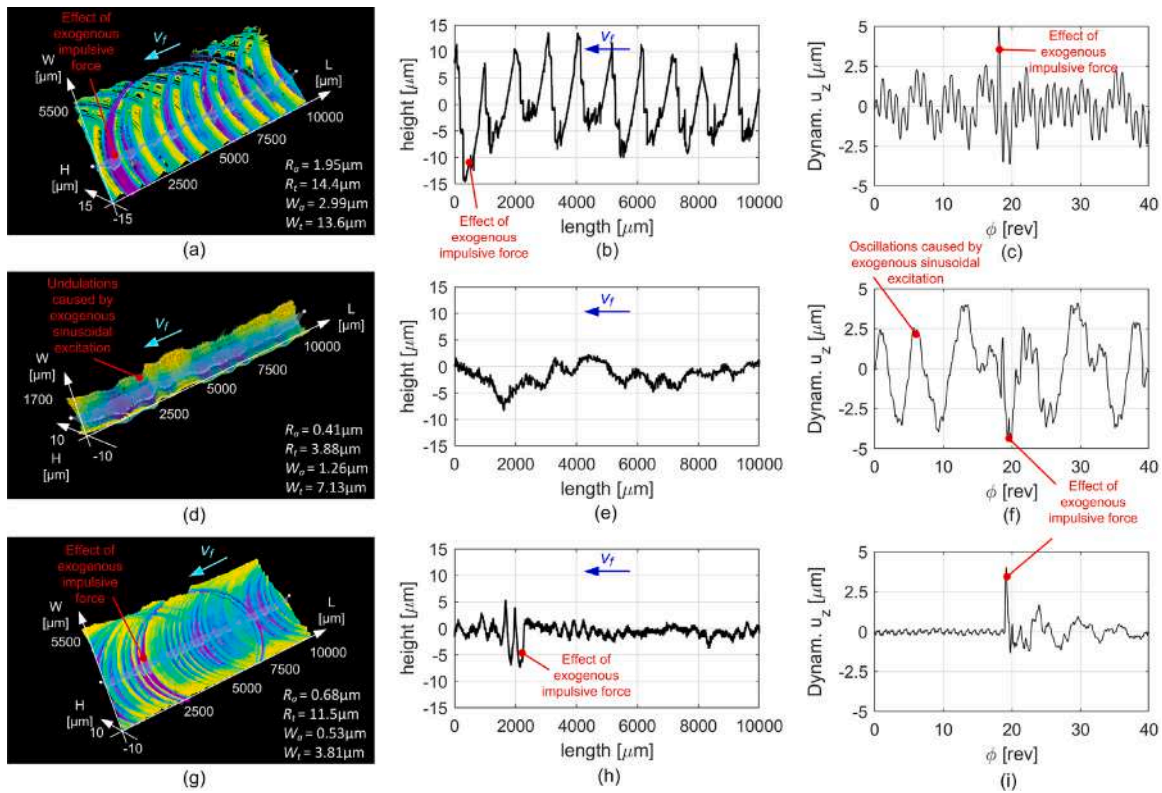 Effect of
exogenous
impulsive
force
V_f
W
[μm]
5500
L
[μm]
10000
7500
5000
2500
H
[μm]
15
-15
R_a = 1.95μm
R_t = 14.4μm
W_a = 2.99μm
W_t = 13.6μm
(a)
height [μm]
15
10
5
0
-5
-10
-15
V_f
0 2000 4000 6000 8000 10000
length [μm]
Effect of
exogenous
impulsive force
(b)
Dynam. u_z [μm]
5
2.5
0
-2.5
-5
Effect of
exogenous
impulsive force
0 10 20 30 40
ϕ [rev]
(c)
Undulations
caused by
exogenous
sinusoidal
excitation
V_f
W
[μm]
1700
L
[μm]
10000
7500
5000
2500
10
H
[μm]
-10
R_a = 0.41μm
R_t = 3.88μm
W_a = 1.26μm
W_t = 7.13μm
(d)
height [μm]
15
10
5
0
-5
-10
-15
V_f
0 2000 4000 6000 8000 10000
length [μm]
(e)
Oscillations caused by
exogenous sinusoidal
excitation
Dynam. u_z [μm]
5
2.5
0
-2.5
-5
0 10 20 30 40
ϕ [rev]
(f)
Effect of
exogenous
impulsive force
Effect of
exogenous
impulsive
force
V_f
W
[μm]
5500
L
[μm]
10000
7500
5000
2500
H
[μm]
10
-10
R_a = 0.68μm
R_t = 11.5μm
W_a = 0.53μm
W_t = 3.81μm
(g)
height [μm]
15
10
5
0
-5
-10
-15
V_f
Effect of
exogenous
impulsive force
0 2000 4000 6000 8000 10000
length [μm]
(h)
Dynam. u_z [μm]
5
2.5
0
-2.5
-5
0 10 20 30 40
ϕ [rev]
(i)